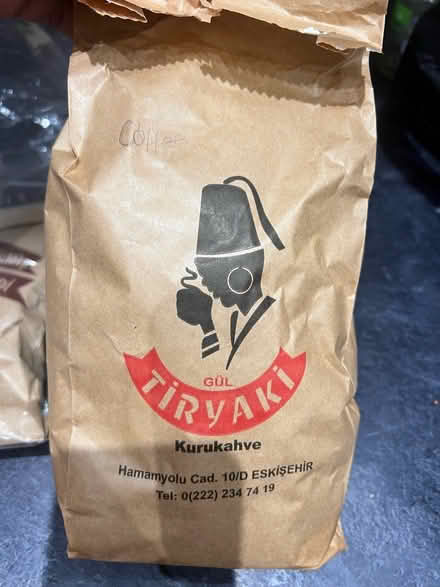 Coffee
GÜL
TİRYAKİ
Kurukahve
Hamamyolu Cad. 10/D ESKİŞEHİR
Tel: 0(222) 234 74 19